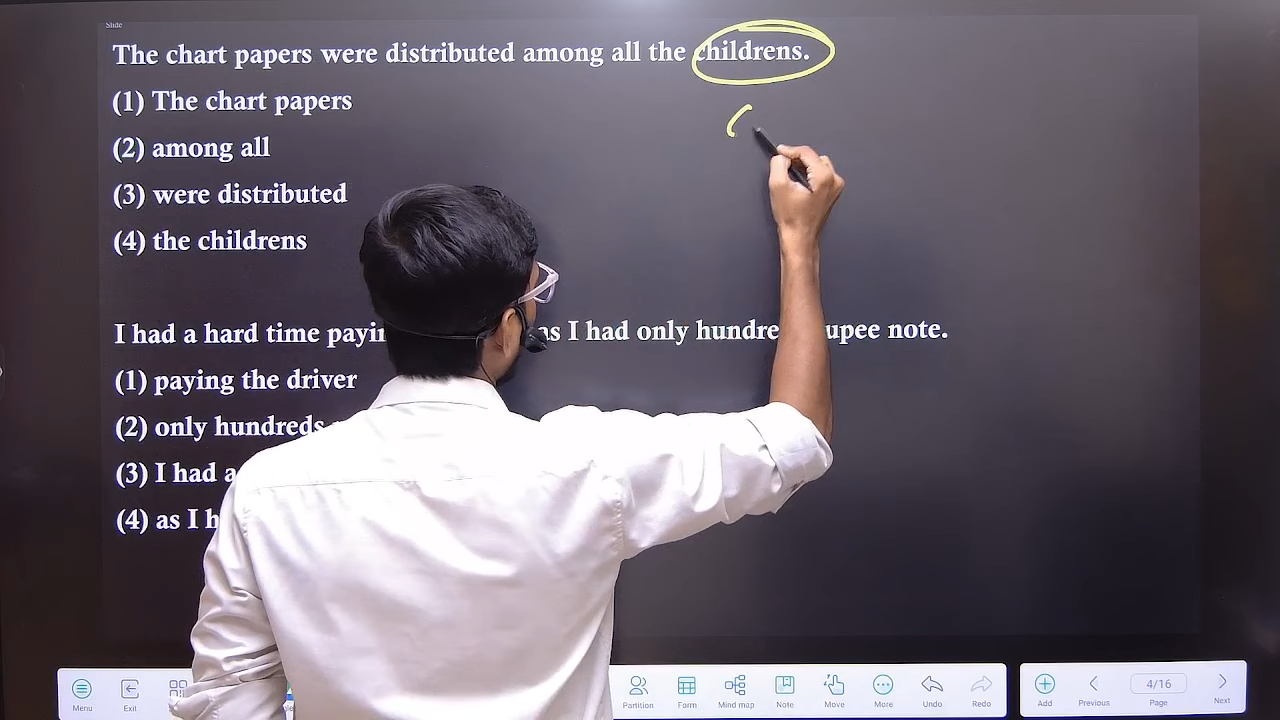 Slide
The chart papers were distributed among all the childrens.
(1) The chart papers
(2) among all
(3) were distributed
(4) the childrens
I had a hard time as I had only note.
(1) paying the driver
(2) only hundreds
(3) I had a
(4) as I
Menu
Exit
Partition
Form
Mind map
Note
Move
More
Undo
Redo
Add
Previous
4/16
Page
Next